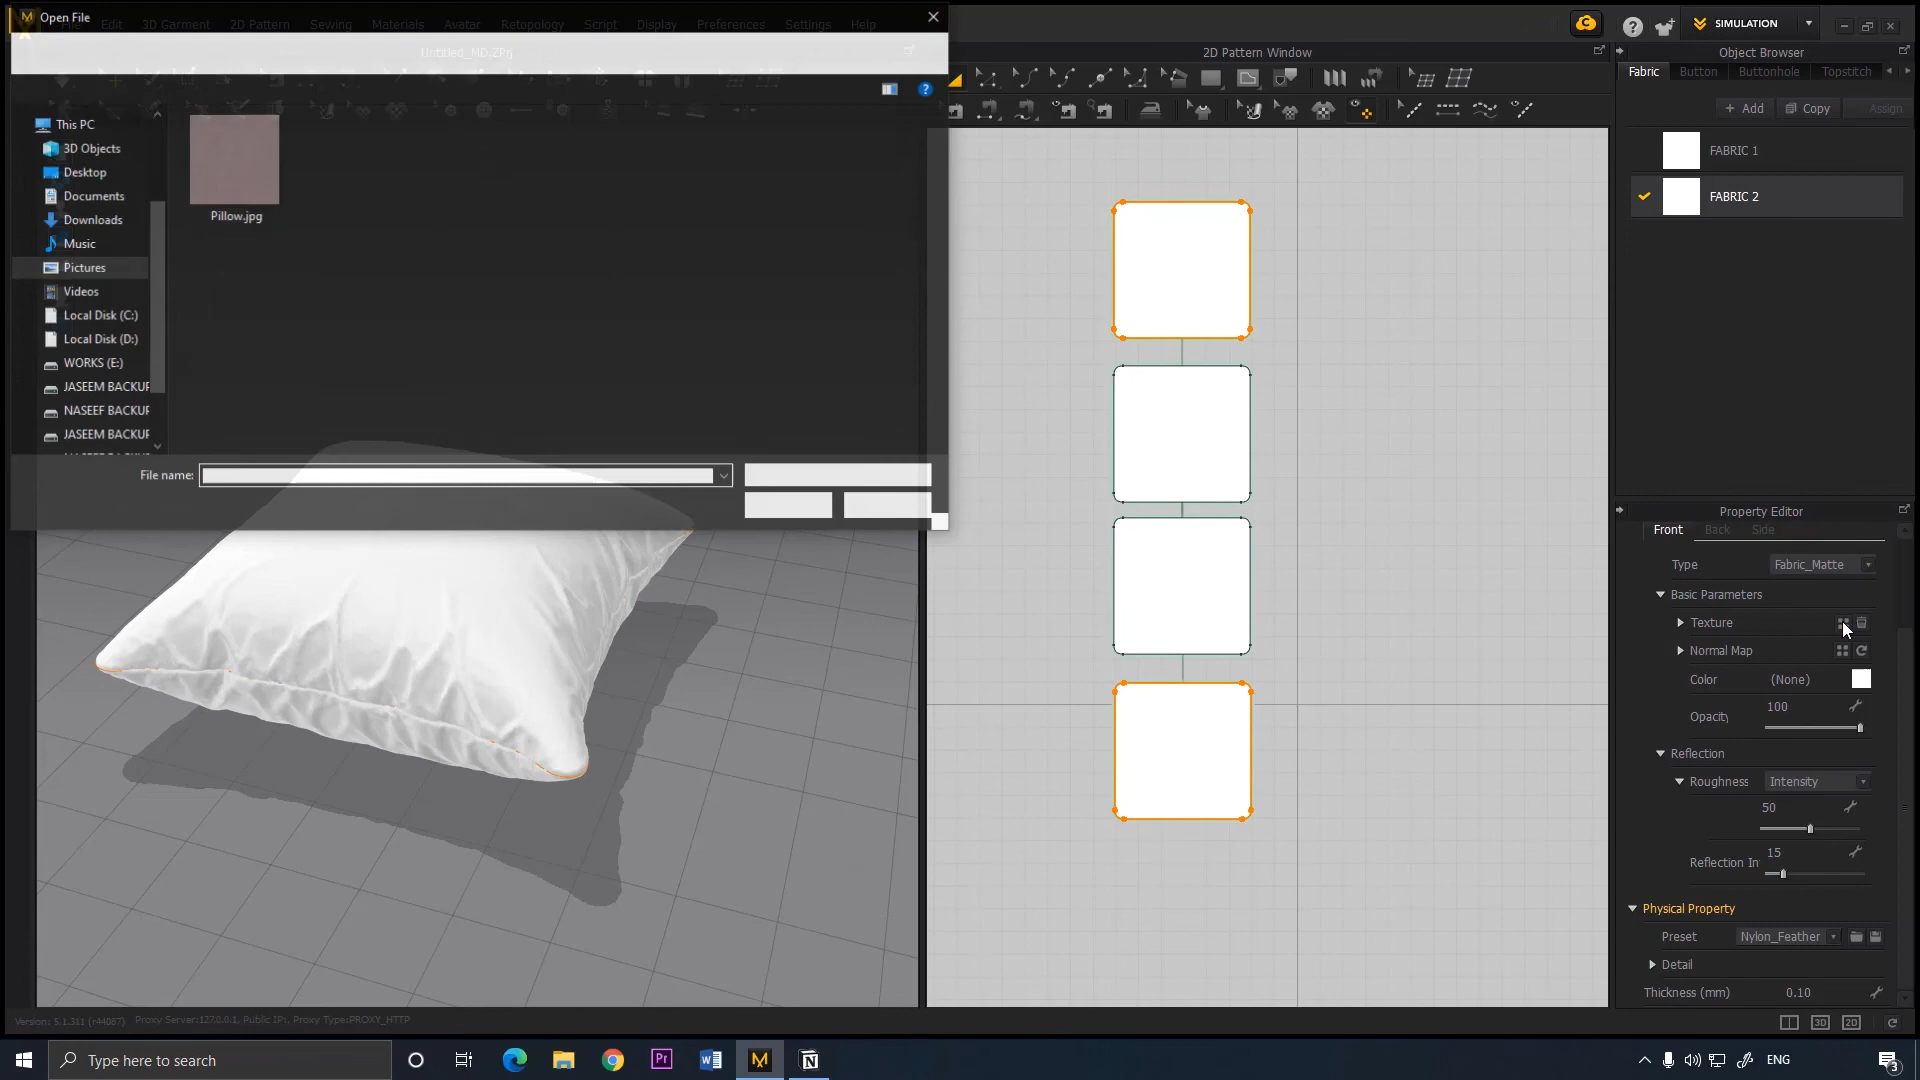 Open File
File Edit 3D Garment 2D Pattern Sewing Materials Avatar Retopology Script Display Preferences Settings Help
SIMULATION
Untitled_MD.ZPrj
2D Pattern Window
Object Browser
Fabric Button Buttonhole Topstitch
+ Add Copy Assign
FABRIC 1
FABRIC 2
This PC
3D Objects
Desktop
Documents
Downloads
Music
Pictures
Videos
Local Disk (C:)
Local Disk (D:)
WORKS (E:)
JASEEM BACKUP
NASEEF BACKUP
JASEEM BACKUP
Pillow.jpg
File name:
Property Editor
Front Back Side
Type Fabric_Matte
Basic Parameters
Texture
Normal Map
Color (None)
Opacity 100
Reflection
Roughness Intensity
50
Reflection In 15
Physical Property
Preset Nylon_Feather
Detail
Thickness (mm) 0.10
Version: 5.1.311 (r44087) Proxy Server:127.0.0.1, Public IP:, Proxy Type:PROXY_HTTP
3D 2D
Type here to search
Pr
ENG
3